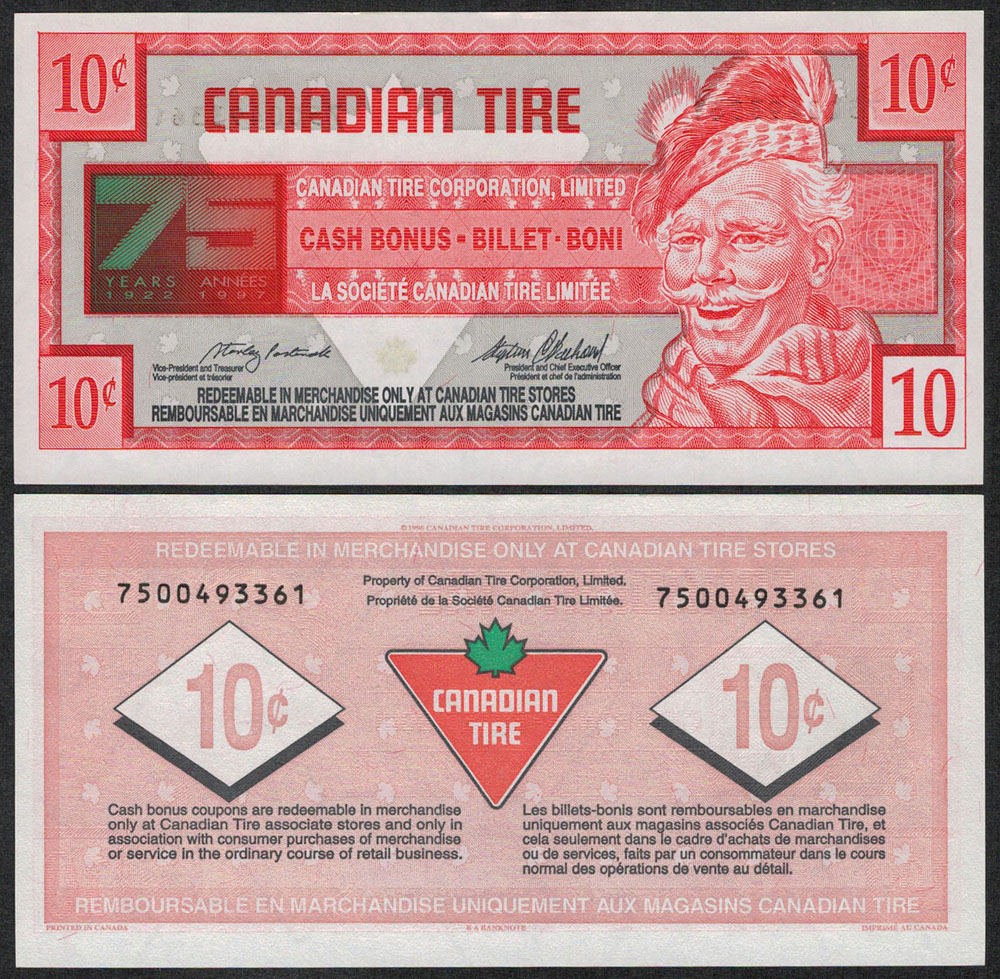 10¢
10¢
CANADIAN TIRE
75
YEARS ANNÉES
1922 1997
CANADIAN TIRE CORPORATION, LIMITED
CASH BONUS - BILLET - BONI
LA SOCIÉTÉ CANADIAN TIRE LIMITÉE
Vice-President and Treasurer
Vice-président et trésorier
President and Chief Executive Officer
Président et chef de l'administration
10¢
10
REDEEMABLE IN MERCHANDISE ONLY AT CANADIAN TIRE STORES
REMBOURSABLE EN MARCHANDISE UNIQUEMENT AUX MAGASINS CANADIAN TIRE
©1996 CANADIAN TIRE CORPORATION, LIMITED.
REDEEMABLE IN MERCHANDISE ONLY AT CANADIAN TIRE STORES
7500493361
Property of Canadian Tire Corporation, Limited.
Propriété de la Société Canadian Tire Limitée.
7500493361
10¢
CANADIAN
TIRE
10¢
Cash bonus coupons are redeemable in merchandise
only at Canadian Tire associate stores and only in
association with consumer purchases of merchandise
or service in the ordinary course of retail business.
Les billets-bonis sont remboursables en marchandise
uniquement aux magasins associés Canadian Tire, et
cela seulement dans le cadre d'achats de marchandises
ou de services, faits par un consommateur dans le cours
normal des opérations de vente au détail.
REMBOURSABLE EN MARCHANDISE UNIQUEMENT AUX MAGASINS CANADIAN TIRE
PRINTED IN CANADA
BA BANKNOTE
IMPRIMÉ AU CANADA